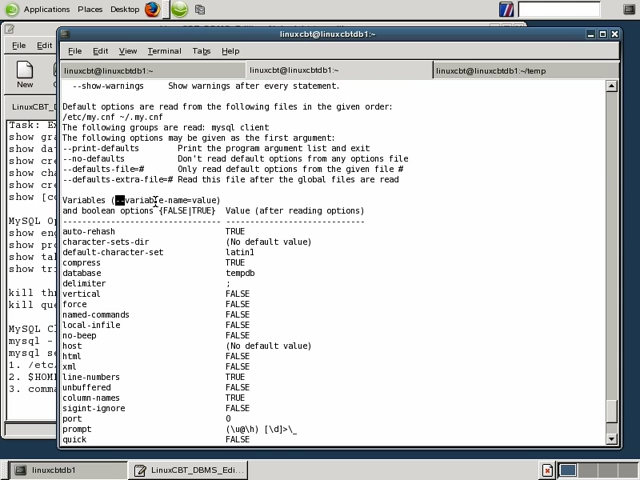 Applications Places Desktop
linuxcbt@linuxcbtdb1:~
File Edit View Terminal Tabs Help
linuxcbt@linuxcbtdb1:~ linuxcbt@linuxcbtdb1:~ linuxcbt@linuxcbtdb1:~/temp
--show-warnings Show warnings after every statement.
Default options are read from the following files in the given order:
/etc/my.cnf ~/.my.cnf
The following groups are read: mysql client
The following options may be given as the first argument:
--print-defaults Print the program argument list and exit
--no-defaults Don't read default options from any options file
--defaults-file=# Only read default options from the given file #
--defaults-extra-file=# Read this file after the global files are read
Variables (--variable-name=value)
and boolean options {FALSE|TRUE} Value (after reading options)
--------------------------------- -----------------------------
auto-rehash TRUE
character-sets-dir (No default value)
default-character-set latin1
compress TRUE
database tempdb
delimiter ;
vertical FALSE
force FALSE
named-commands FALSE
local-infile FALSE
no-beep FALSE
host (No default value)
html FALSE
xml FALSE
line-numbers TRUE
unbuffered FALSE
column-names TRUE
sigint-ignore FALSE
port 0
prompt (\u@\h) [\d]>\_
quick FALSE
File Edit
New
LinuxCBT_D
Task: Ex
show gra
show dat
show cre
show cha
show cre
show [co
MySQL Op
show eng
show pro
show tal
show tri
kill thr
kill que
MySQL Cl
mysql -
mysql se
1. /etc/
2. $HOM
3. comma
linuxcbtdb1 LinuxCBT_DBMS_Edi...